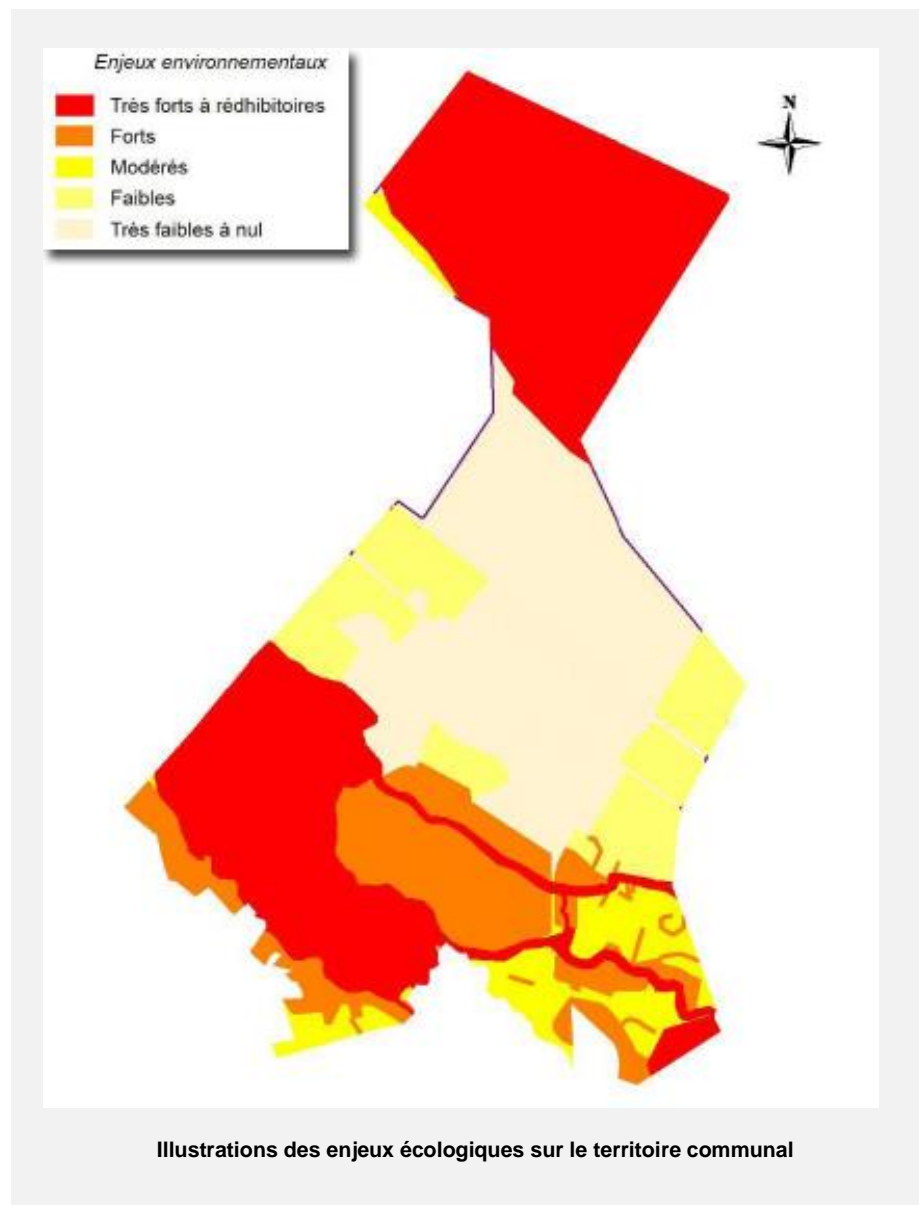 Enjeux environnementaux
Très forts à rédhibitoires
Forts
Modérés
Faibles
Très faibles à nul
N
Illustrations des enjeux écologiques sur le territoire communal